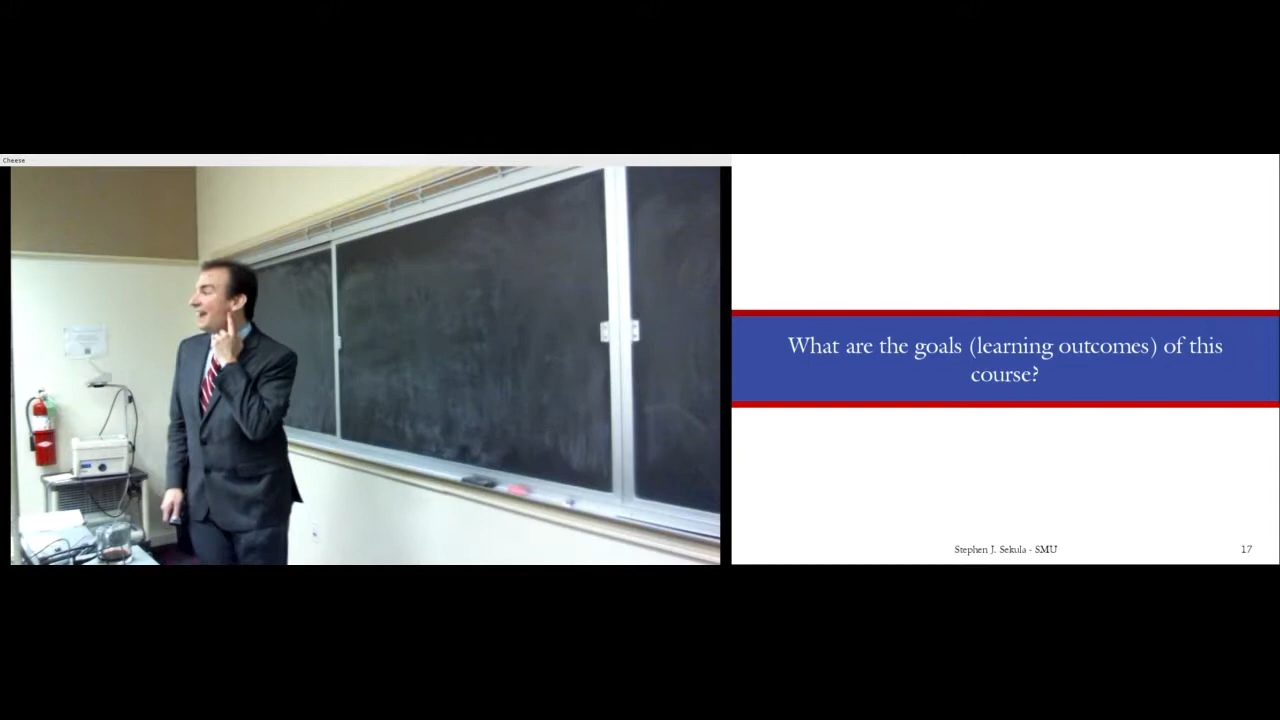 Cheese
What are the goals (learning outcomes) of this
course?
Stephen J. Sekula - SMU
17